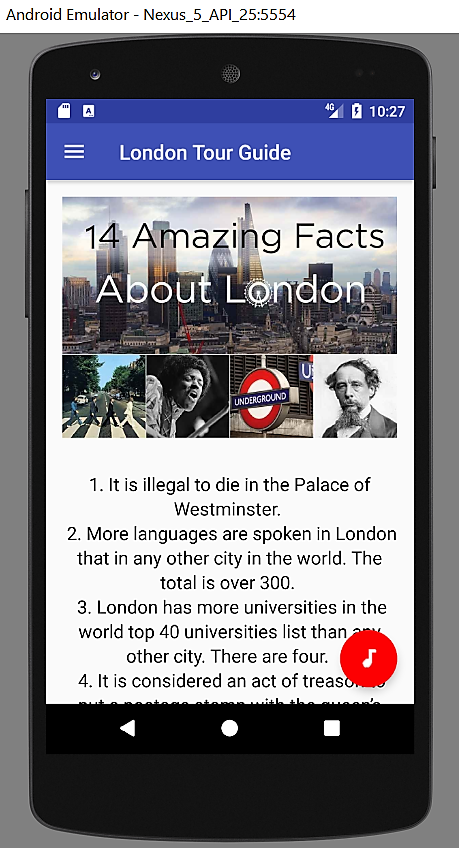 Android Emulator - Nexus_5_API_25:5554
4G 10:27
London Tour Guide
14 Amazing Facts
About London
UNDERGROUND
1. It is illegal to die in the Palace of
Westminster.
2. More languages are spoken in London
that in any other city in the world. The
total is over 300.
3. London has more universities in the
world top 40 universities list than any
other city. There are four.
4. It is considered an act of treason to
put a postage stamp with the queen's